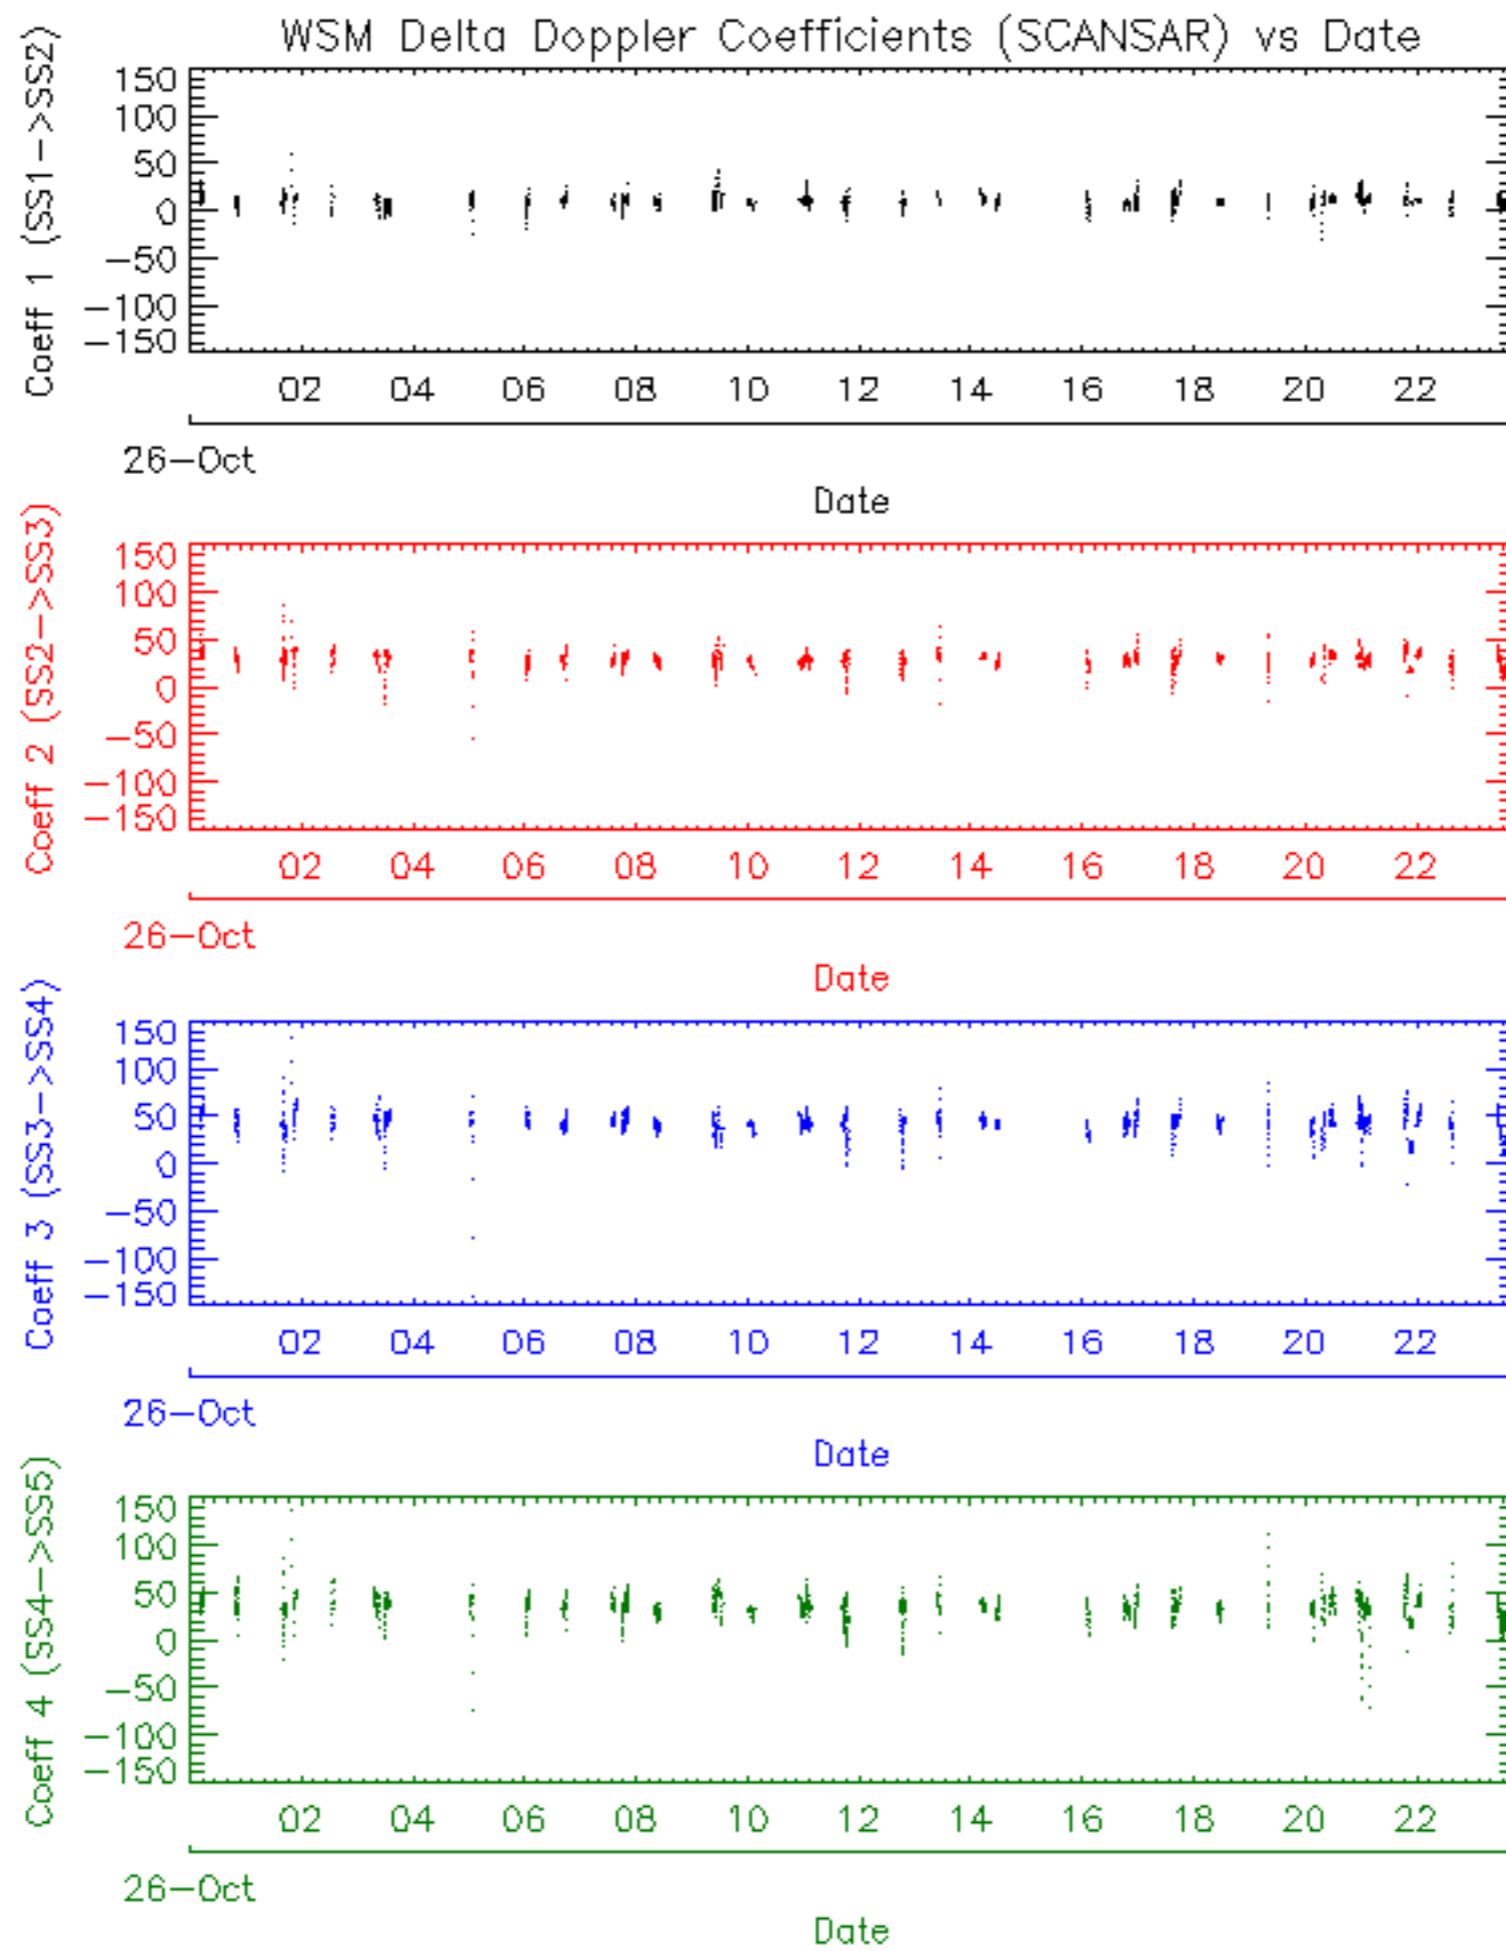 WSM Delta Doppler Coefficients (SCANSAR) vs Date
Coeff 1 (SS1->SS2)
150
100
50
0
-50
-100
-150
02 04 06 08 10 12 14 16 18 20 22
26-Oct
Date
Coeff 2 (SS2->SS3)
150
100
50
0
-50
-100
-150
02 04 06 08 10 12 14 16 18 20 22
26-Oct
Date
Coeff 3 (SS3->SS4)
150
100
50
0
-50
-100
-150
02 04 06 08 10 12 14 16 18 20 22
26-Oct
Date
Coeff 4 (SS4->SS5)
150
100
50
0
-50
-100
-150
02 04 06 08 10 12 14 16 18 20 22
26-Oct
Date